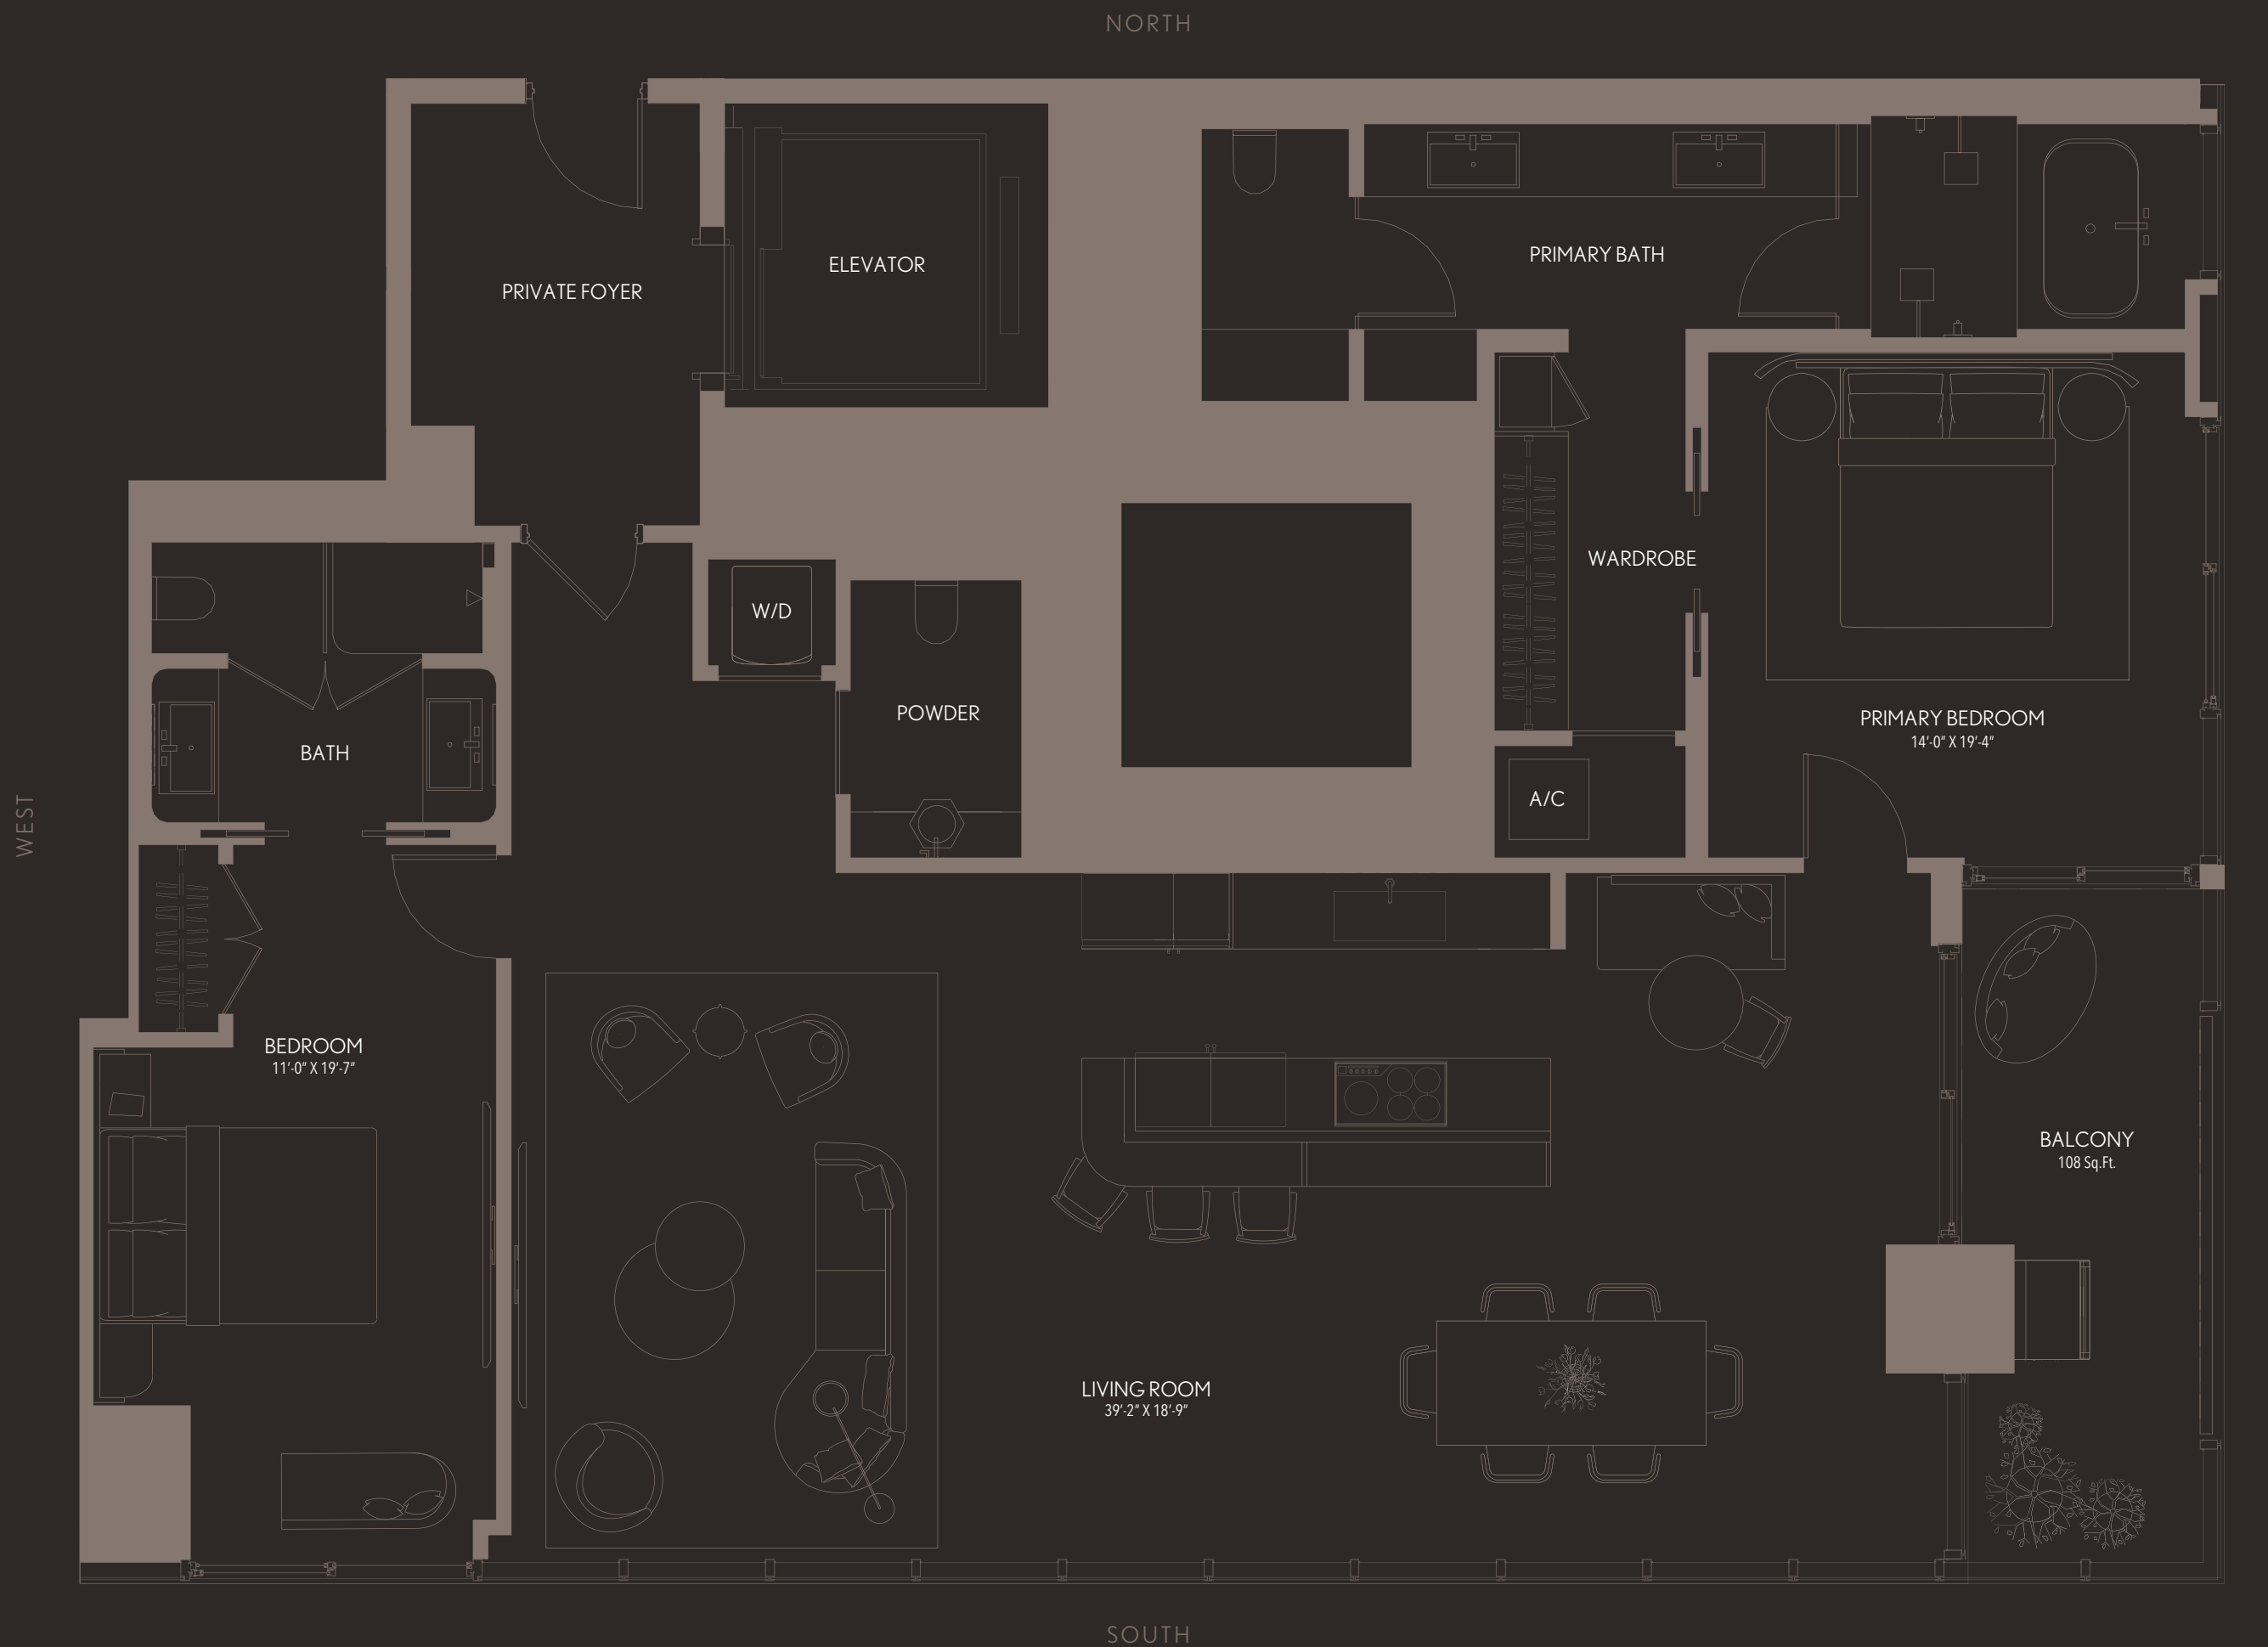 NORTH
PRIVATE FOYER
ELEVATOR
PRIMARY BATH
WARDROBE
W/D
POWDER
PRIMARY BEDROOM
14'-0" X 19'-4"
BATH
A/C
WEST
BEDROOM
11'-0" X 19'-7"
BALCONY
108 Sq.Ft.
LIVING ROOM
39'-2" X 18'-9"
SOUTH